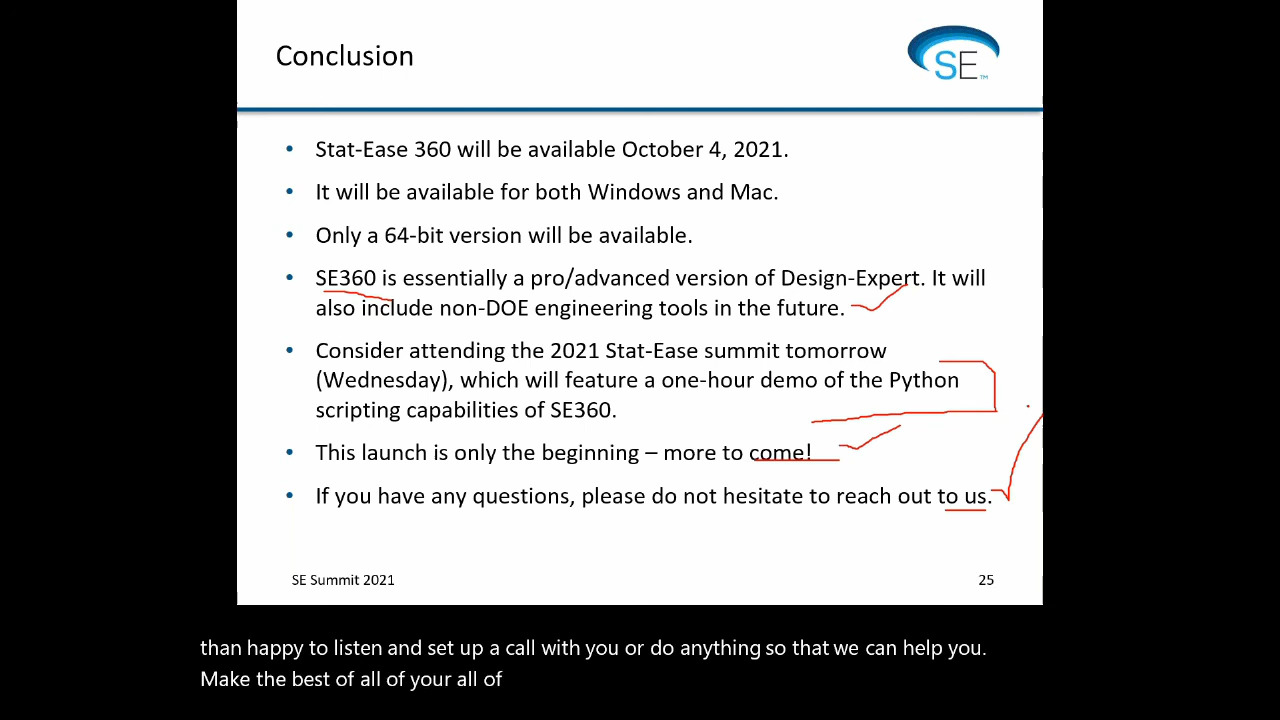 Conclusion
SE™
• Stat-Ease 360 will be available October 4, 2021.
• It will be available for both Windows and Mac.
• Only a 64-bit version will be available.
• SE360 is essentially a pro/advanced version of Design-Expert. It will
also include non-DOE engineering tools in the future.
• Consider attending the 2021 Stat-Ease summit tomorrow
(Wednesday), which will feature a one-hour demo of the Python
scripting capabilities of SE360.
• This launch is only the beginning – more to come!
• If you have any questions, please do not hesitate to reach out to us.
SE Summit 2021
25
than happy to listen and set up a call with you or do anything so that we can help you.
Make the best of all of your all of